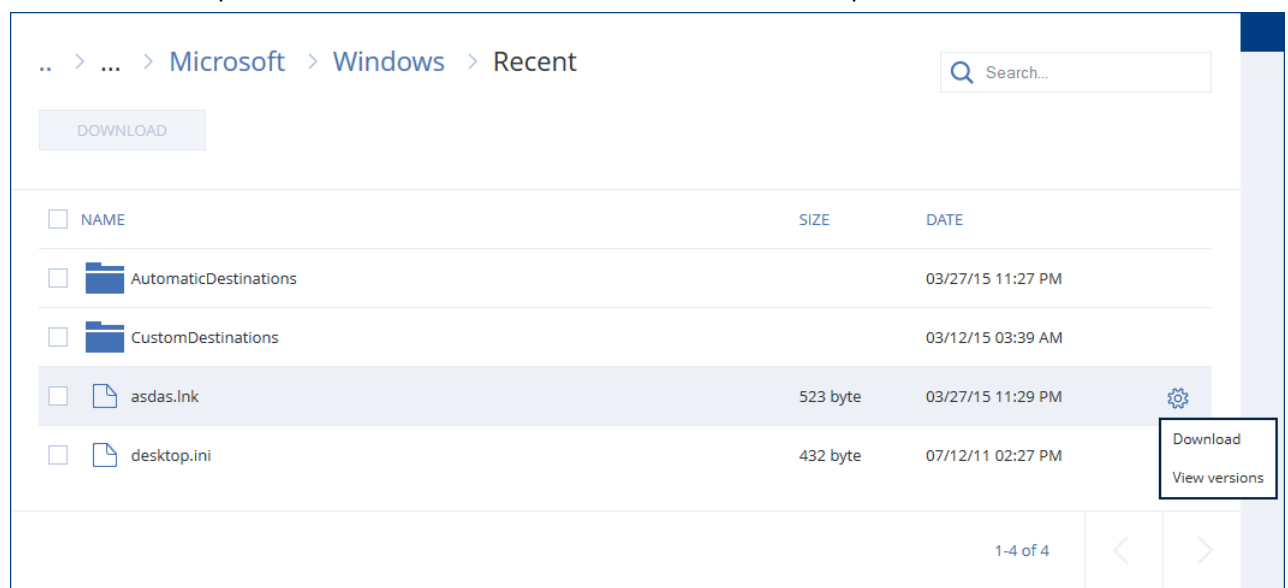 .. > ... > Microsoft > Windows > Recent
Search...
DOWNLOAD
NAME SIZE DATE
AutomaticDestinations 03/27/15 11:27 PM
CustomDestinations 03/12/15 03:39 AM
asdas.lnk 523 byte 03/27/15 11:29 PM
desktop.ini 432 byte 07/12/11 02:27 PM
Download
View versions
1-4 of 4